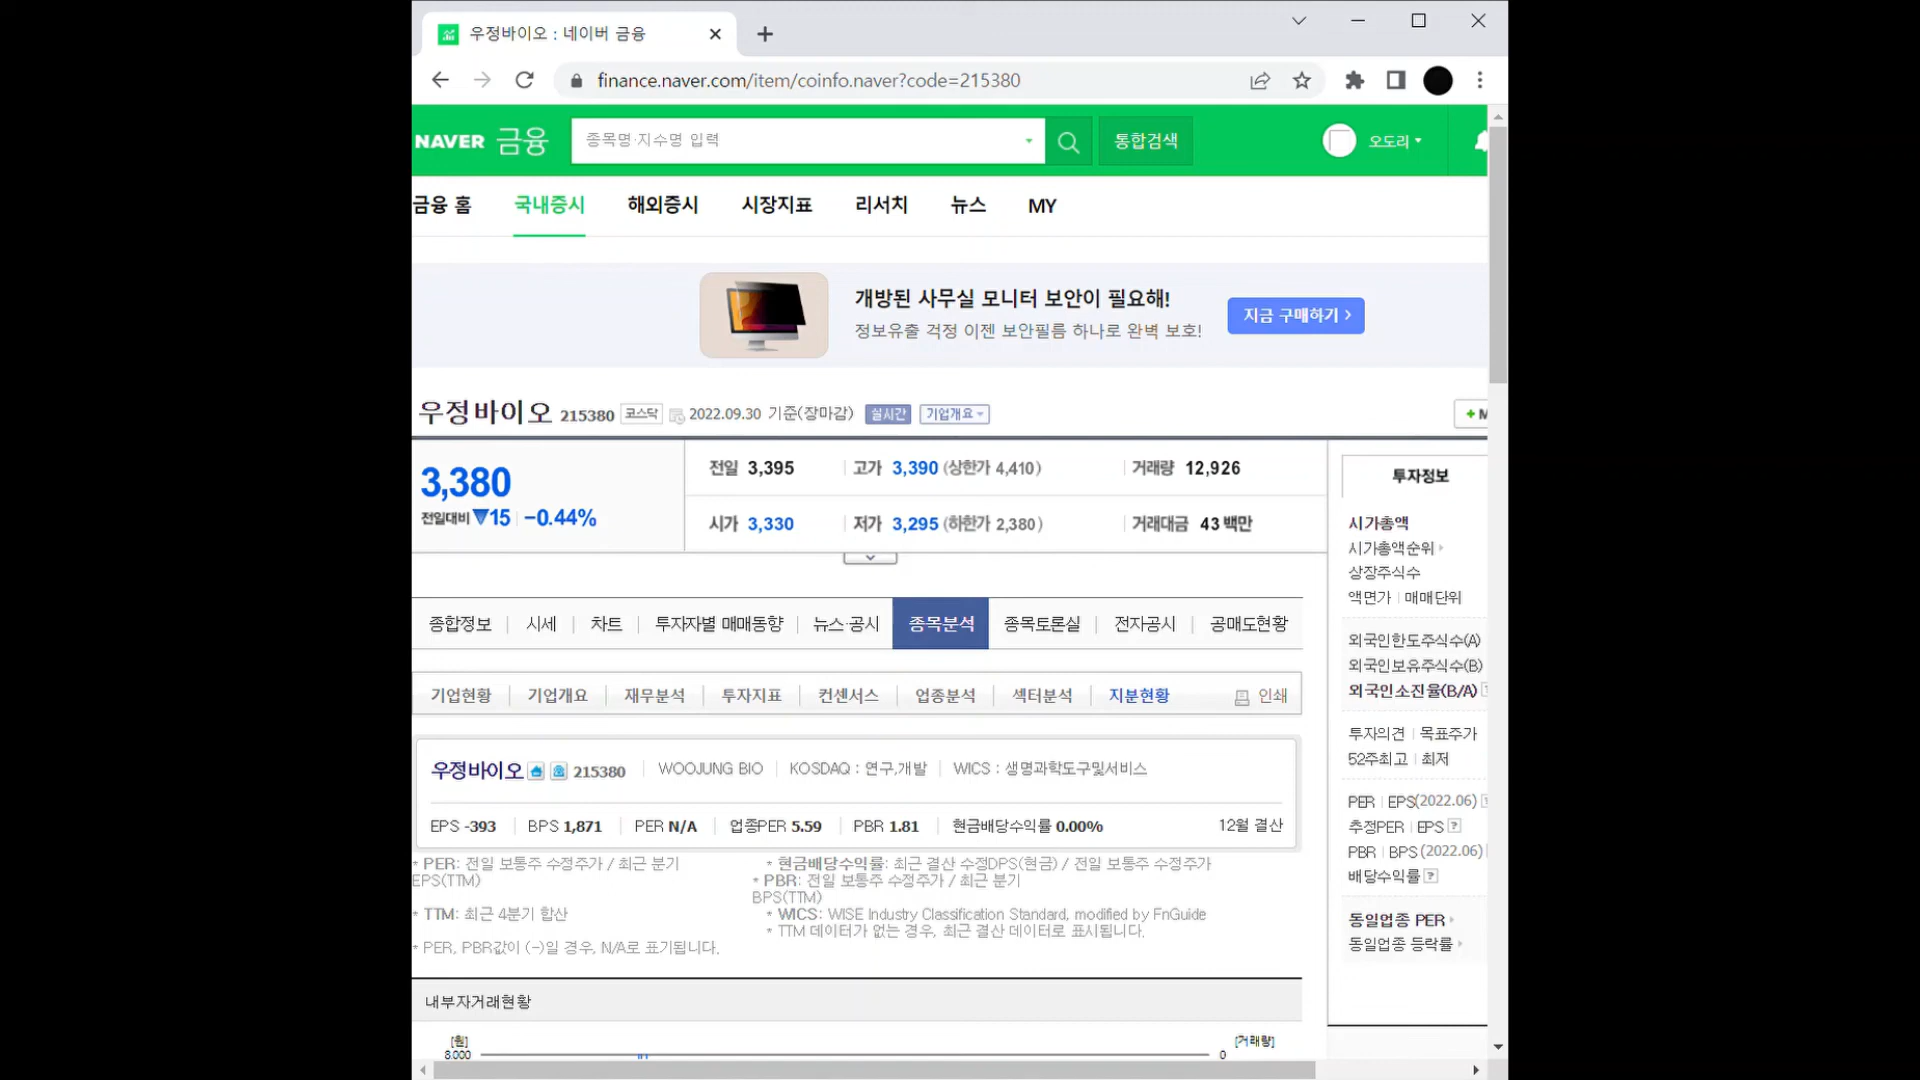 우정바이오 : 네이버 금융
finance.naver.com/item/coinfo.naver?code=215380
NAVER 금융 종목명·지수명 입력 통합검색 오도리
금융 홈 국내증시 해외증시 시장지표 리서치 뉴스 MY
개방된 사무실 모니터 보안이 필요해!
정보유출 걱정 이젠 보안필름 하나로 완벽 보호!
지금 구매하기 >
우정바이오 215380 코스닥 2022.09.30 기준(장마감) 실시간 기업개요
+ M
3,380
전일대비 ▼15 -0.44%
전일 3,395 고가 3,390 (상한가 4,410) 거래량 12,926
시가 3,330 저가 3,295 (하한가 2,380) 거래대금 43 백만
종합정보 시세 차트 투자자별 매매동향 뉴스·공시 종목분석 종목토론실 전자공시 공매도현황
기업현황 기업개요 재무분석 투자지표 컨센서스 업종분석 섹터분석 지분현황 인쇄
우정바이오 215380 WOOJUNG BIO KOSDAQ : 연구,개발 WICS : 생명과학도구및서비스
EPS -393 BPS 1,871 PER N/A 업종PER 5.59 PBR 1.81 현금배당수익률 0.00% 12월 결산
* PER: 전일 보통주 수정주가 / 최근 분기
EPS(TTM)
* TTM: 최근 4분기 합산
* PER, PBR값이 (-)일 경우, N/A로 표기됩니다.
* 현금배당수익률: 최근 결산 수정DPS(현금) / 전일 보통주 수정주가
* PBR: 전일 보통주 수정주가 / 최근 분기
BPS(TTM)
* WICS: WISE Industry Classification Standard, modified by FnGuide
* TTM 데이터가 없는 경우, 최근 결산 데이터로 표시됩니다.
내부자거래현황
[원] [거래량]
8,000 0
투자정보
시가총액
시가총액순위
상장주식수
액면가 | 매매단위
외국인한도주식수(A)
외국인보유주식수(B)
외국인소진율(B/A)
투자의견 | 목표주가
52주최고 | 최저
PER | EPS(2022.06)
추정PER | EPS ?
PBR | BPS (2022.06)
배당수익률 ?
동일업종 PER
동일업종 등락률